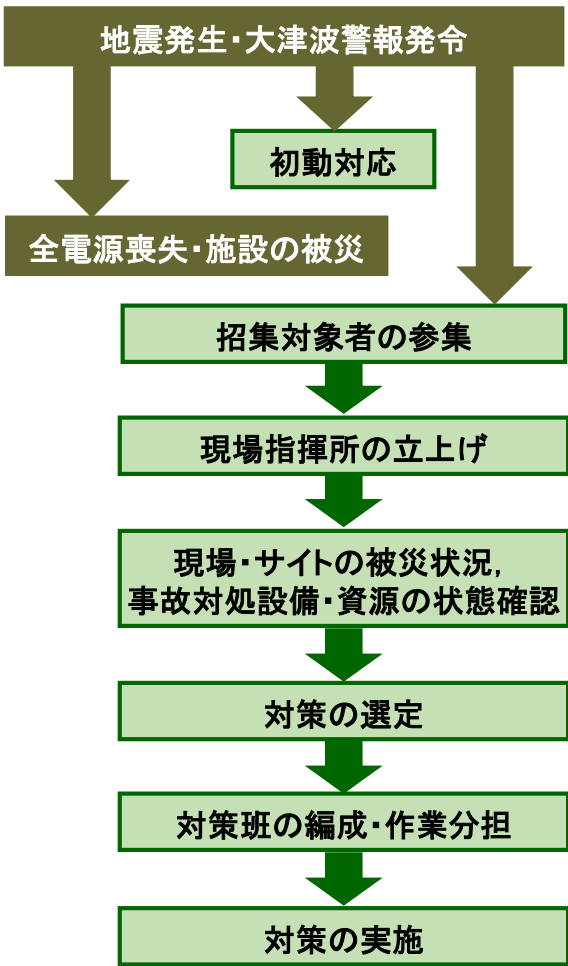 地震発生・大津波警報発令
初動対応
全電源喪失・施設の被災
招集対象者の参集
現場指揮所の立上げ
現場・サイトの被災状況,
事故対処設備・資源の状態確認
対策の選定
対策班の編成・作業分担
対策の実施